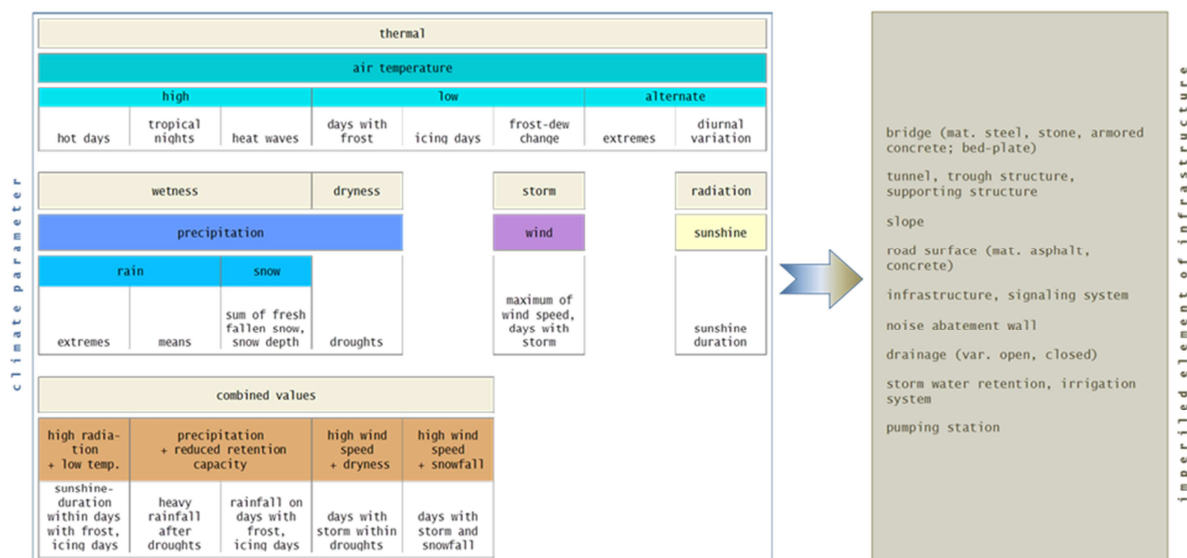 climate parameter
thermal
air temperature
high
low
alternate
hot days
tropical
nights
heat waves
days with
frost
icing days
frost-dew
change
extremes
diurnal
variation
wetness
dryness
storm
radiation
precipitation
wind
sunshine
rain
snow
extremes
means
sum of fresh
fallen snow,
snow depth
droughts
maximum of
wind speed,
days with
storm
sunshine
duration
combined values
high radia-
tion
+ low temp.
precipitation
+ reduced retention
capacity
high wind
speed
+ dryness
high wind
speed
+ snowfall
sunshine-
duration
within days
with frost,
icing days
heavy
rainfall
after
droughts
rainfall on
days with
frost,
icing days
days with
storm within
droughts
days with
storm and
snowfall
bridge (mat. steel, stone, armored
concrete; bed-plate)
tunnel, trough structure,
supporting structure
slope
road surface (mat. asphalt,
concrete)
infrastructure, signaling system
noise abatement wall
drainage (var. open, closed)
storm water retention, irrigation
system
pumping station
imperiled element of infrastructure